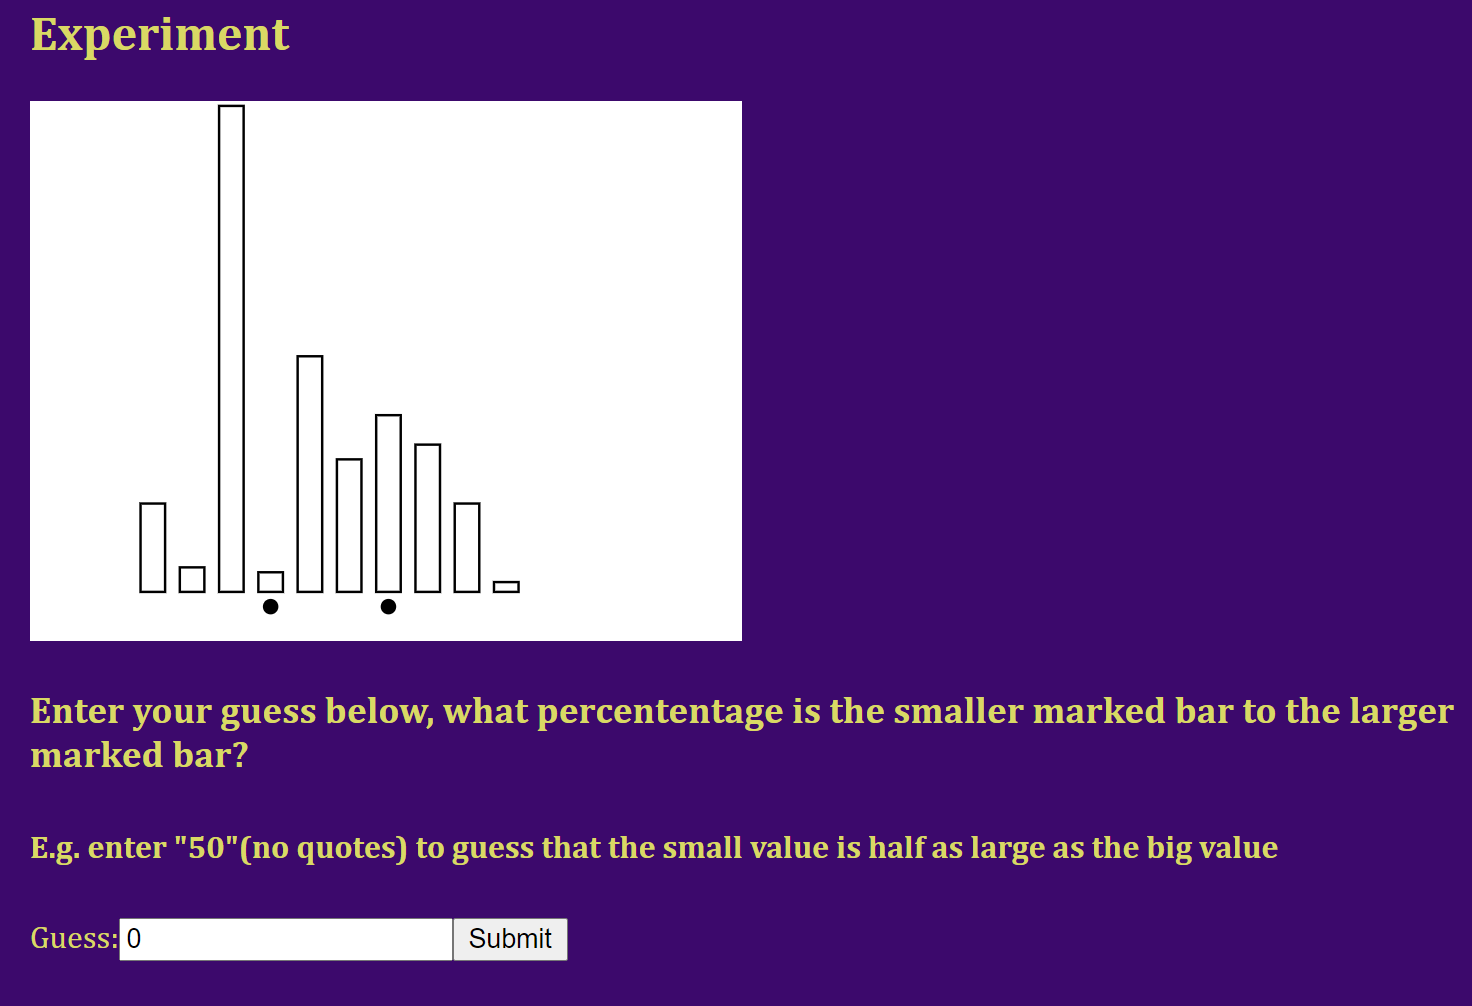 Experiment
Enter your guess below, what percententage is the smaller marked bar to the larger
marked bar?
E.g. enter "50"(no quotes) to guess that the small value is half as large as the big value
Guess: 0 Submit